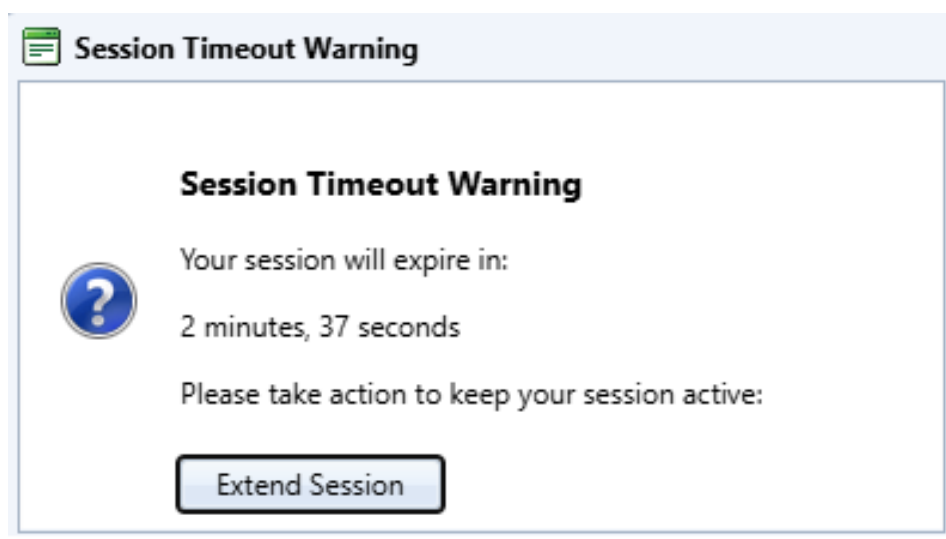 Session Timeout Warning
Session Timeout Warning
Your session will expire in:
2 minutes, 37 seconds
Please take action to keep your session active:
Extend Session